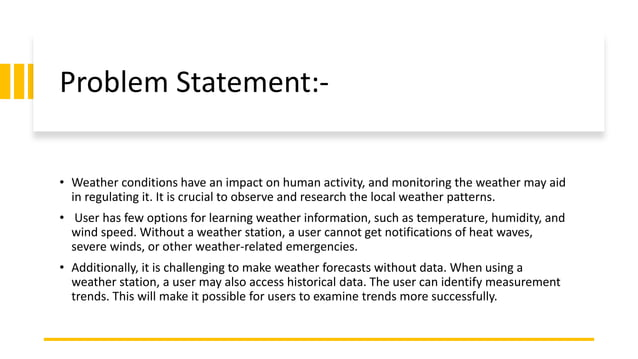 Problem Statement:-
• Weather conditions have an impact on human activity, and monitoring the weather may aid
in regulating it. It is crucial to observe and research the local weather patterns.
• User has few options for learning weather information, such as temperature, humidity, and
wind speed. Without a weather station, a user cannot get notifications of heat waves,
severe winds, or other weather-related emergencies.
• Additionally, it is challenging to make weather forecasts without data. When using a
weather station, a user may also access historical data. The user can identify measurement
trends. This will make it possible for users to examine trends more successfully.